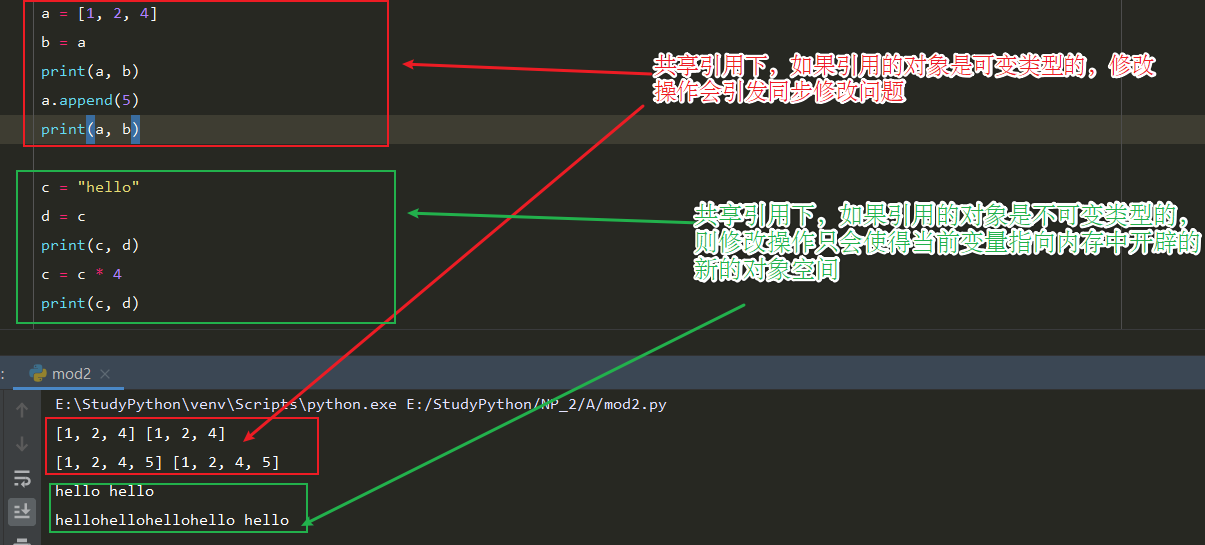 a = [1, 2, 4]
b = a
print(a, b)
a.append(5)
print(a, b)
共享引用下，如果引用的对象是可变类型的，修改
操作会引发同步修改问题
c = "hello"
d = c
print(c, d)
c = c * 4
print(c, d)
共享引用下，如果引用的对象是不可变类型的，
则修改操作只会使得当前变量指向内存中开辟的
新的对象空间
: mod2
E:\StudyPython\venv\Scripts\python.exe E:/StudyPython/NP_2/A/mod2.py
[1, 2, 4] [1, 2, 4]
[1, 2, 4, 5] [1, 2, 4, 5]
hello hello
hellohellohellohello hello